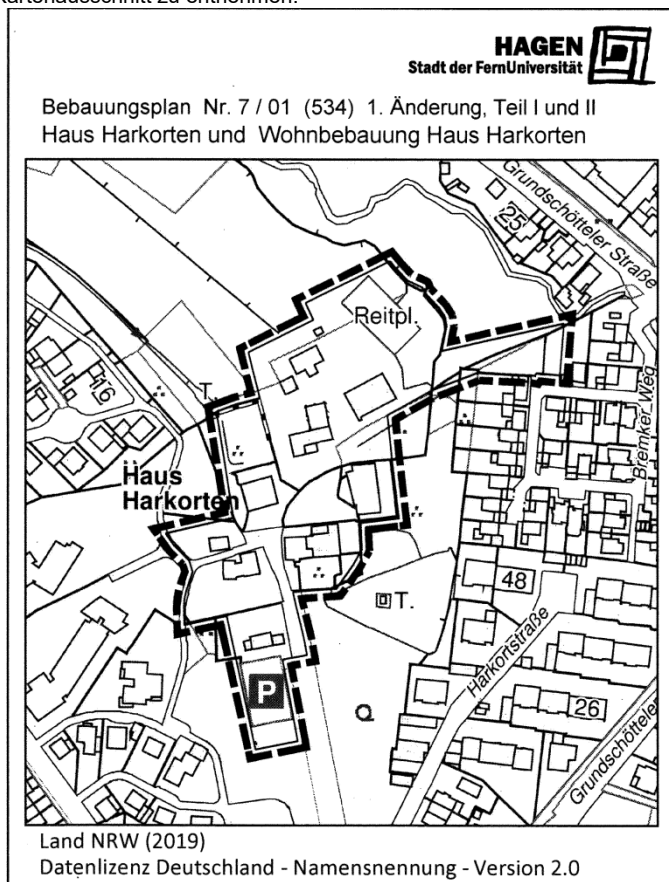 Kartenausschnitt zu entnehmen.
HAGEN
Stadt der FernUniversität
Bebauungsplan Nr. 7 / 01 (534) 1. Änderung, Teil I und II
Haus Harkorten und Wohnbebauung Haus Harkorten
Grundschötteler Straße
25
Reitpl.
16
T.
Bremker Weg
Haus
Harkorten
48
T.
Harkortstraße
P
Q
26
Grundschötteler
Land NRW (2019)
Datenlizenz Deutschland - Namensnennung - Version 2.0